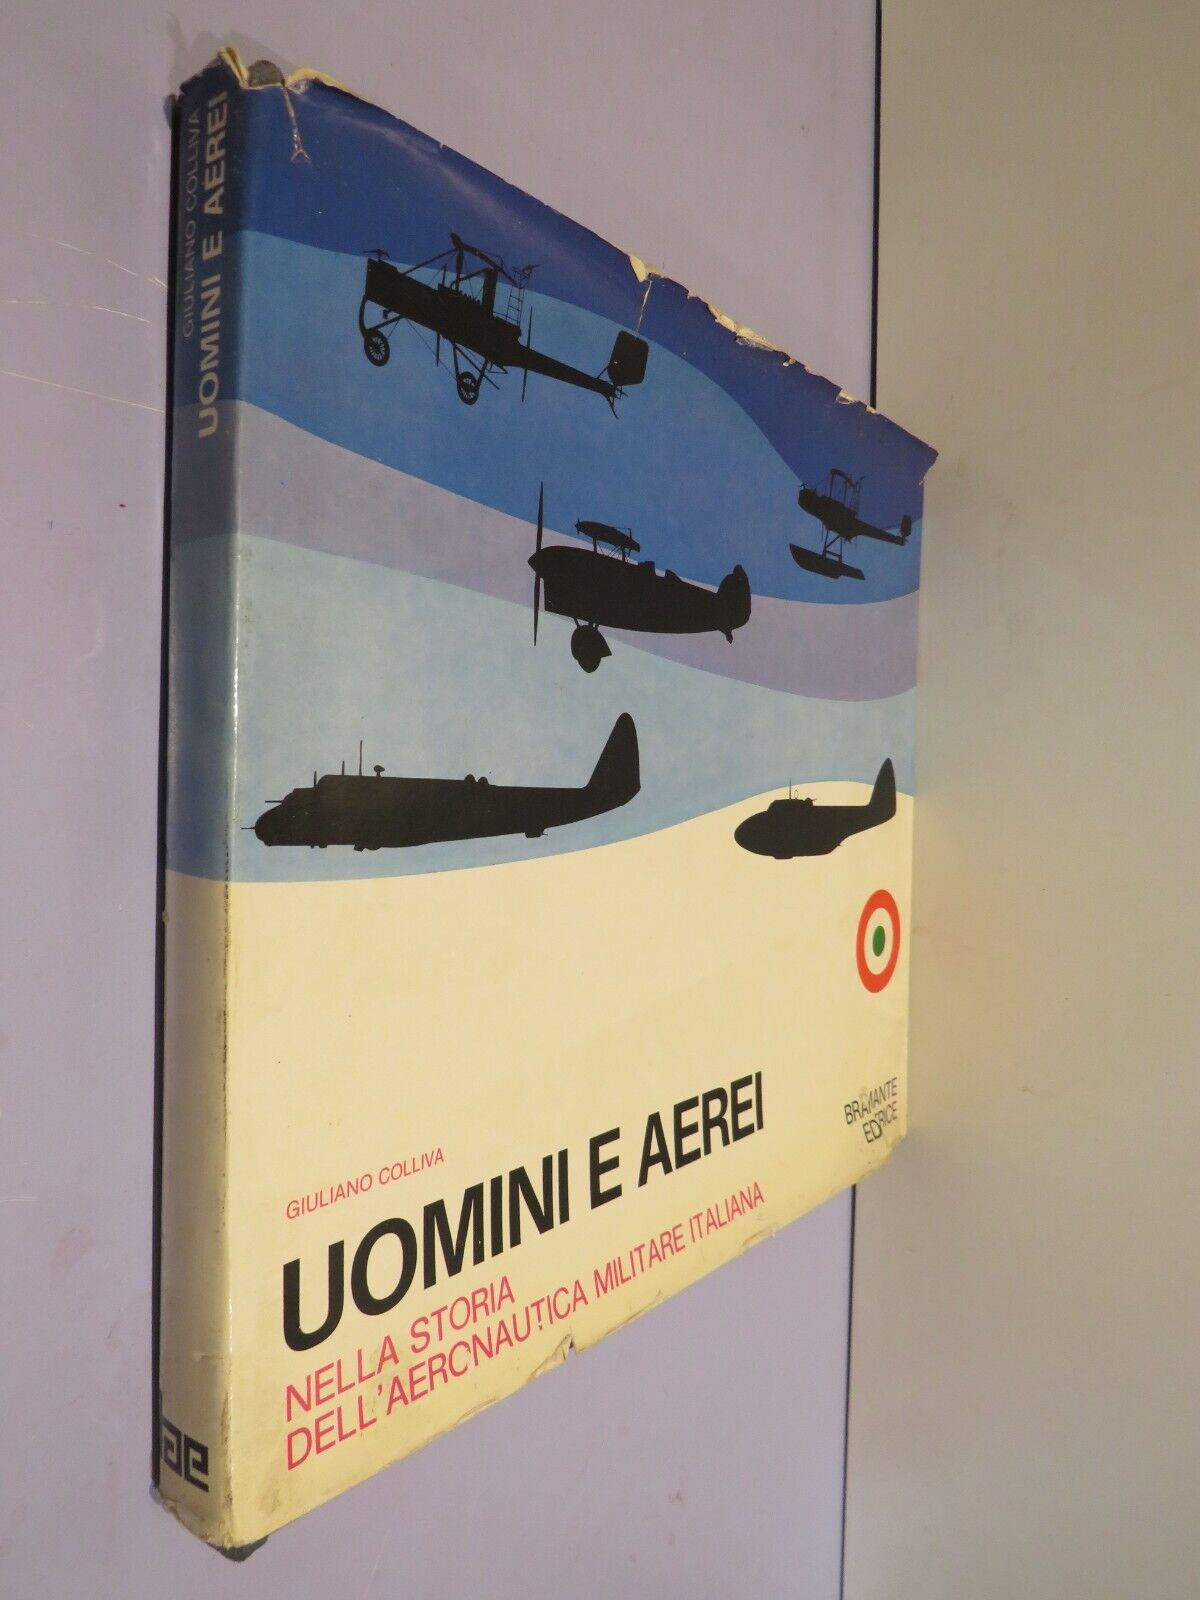 GIULIANO COLLIVA
UOMINI E AEREI
GIULIANO COLLIVA
UOMINI E AEREI
NELLA STORIA
DELL'AERONAUTICA MILITARE ITALIANA
BRAMANTE
EDITRICE